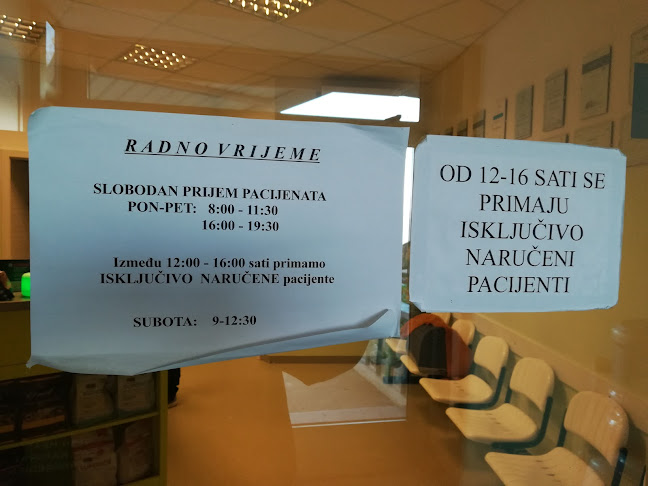 RADNO VRIJEME
SLOBODAN PRIJEM PACIJENATA
PON-PET: 8:00 - 11:30
16:00 - 19:30
Između 12:00 - 16:00 sati primamo
ISKLJUČIVO NARUČENE pacijente
SUBOTA: 9-12:30
OD 12-16 SATI SE
PRIMAJU
ISKLJUČIVO
NARUČENI
PACIJENTI